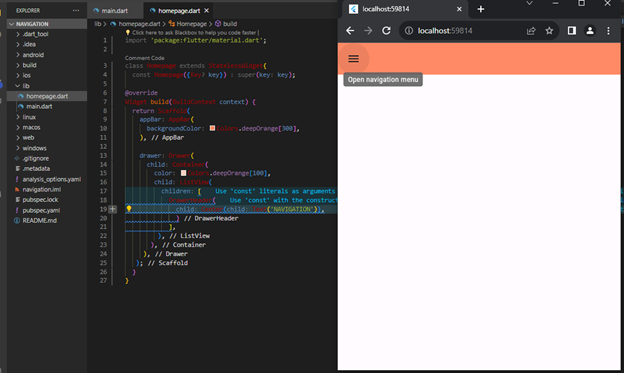 EXPLORER
NAVIGATION
.dart_tool
.idea
android
build
ios
lib
homepage.dart
main.dart
linux
macos
web
windows
.gitignore
.metadata
analysis_options.yaml
navigation.iml
pubspec.lock
pubspec.yaml
README.md
main.dart
homepage.dart
lib > homepage.dart > Homepage > build
Click here to ask Blackbox to help you code faster |
1 import 'package:flutter/material.dart';
2
Comment Code
3 class Homepage extends StatelessWidget{
4 const Homepage({Key? key}) : super(key: key);
5
6 @override
7 Widget build(BuildContext context) {
8 return Scaffold(
9 appBar: AppBar(
10 backgroundColor: Colors.deepOrange[300],
11 ), // AppBar
12
13 drawer: Drawer(
14 child: Container(
15 color: Colors.deepOrange[100],
16 child: ListView(
17 children: [ Use 'const' literals as arguments
18 DrawerHeader( Use 'const' with the construct
19 child: (child: ('NAVIGATION')),
20 ) // DrawerHeader
21 ],
22 ), // ListView
23 ), // Container
24 ), // Drawer
25 ); // Scaffold
26 }
27 }
localhost:59814
localhost:59814
Open navigation menu